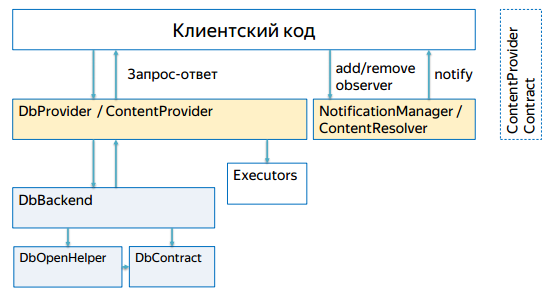 Клиентский код
Запрос-ответ
add/remove
observer
notify
DbProvider / ContentProvider
NotificationManager /
ContentResolver
ContentProvider
Contract
Executors
DbBackend
DbOpenHelper
DbContract